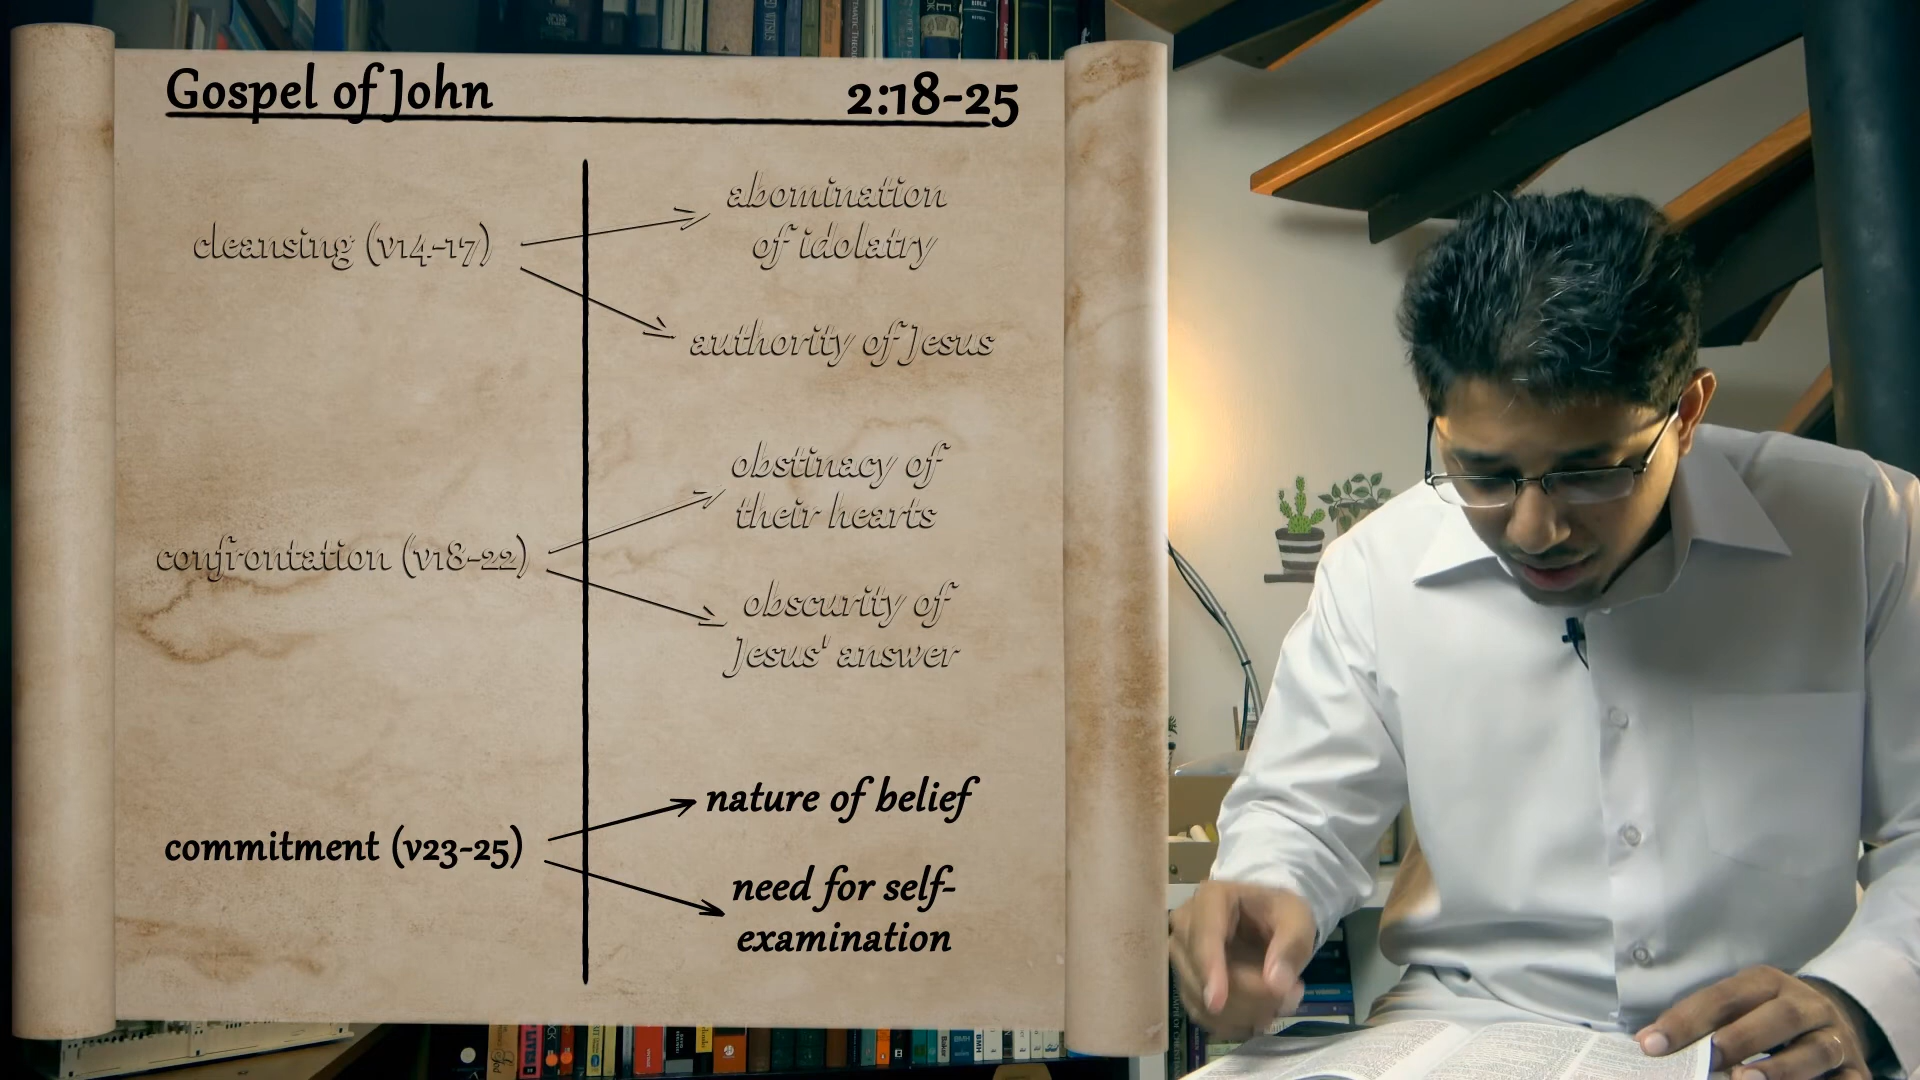 Gospel of John 2:18-25
cleansing (v14-17)
abomination
of idolatry
authority of Jesus
confrontation (v18-22)
obstinacy of
their hearts
obscurity of
Jesus' answer
commitment (v23-25)
nature of belief
need for self-
examination